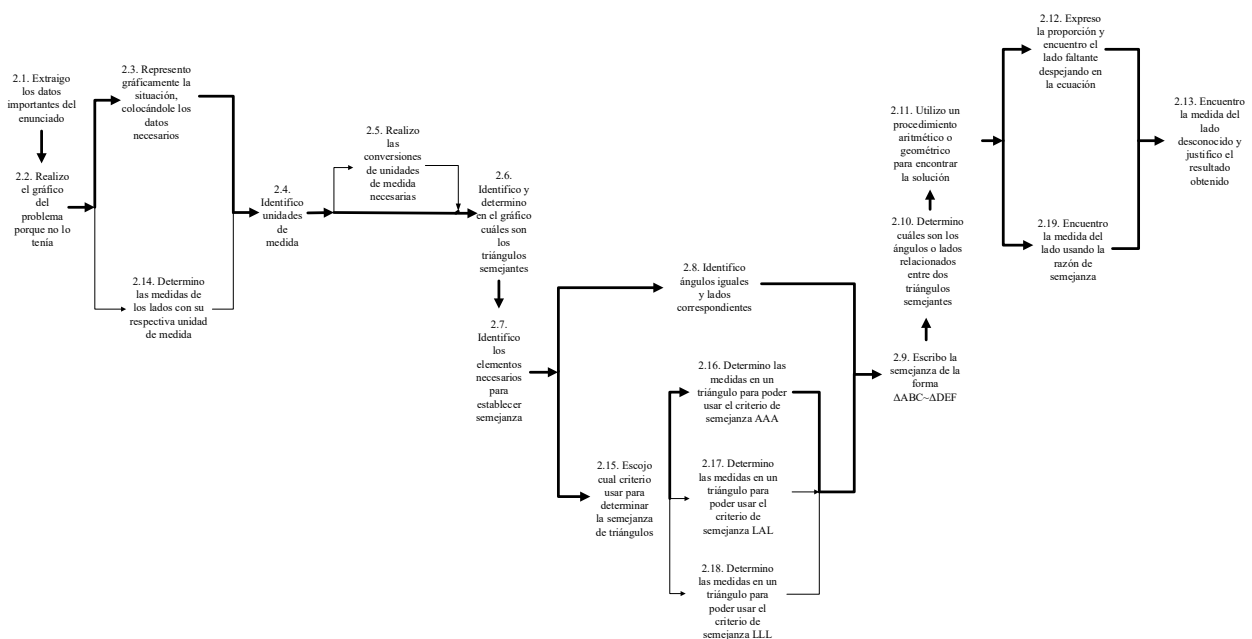 2.1. Extraigo
los datos
importantes del
enunciado
2.2. Realizo
el gráfico
del
problema
porque no lo
tenía
2.3. Represento
gráficamente la
situación,
colocándole los
datos
necesarios
2.14. Determino
las medidas de
los lados con su
respectiva unidad
de medida
2.4.
Identifico
unidades
de
medida
2.5. Realizo
las
conversiones
de unidades
de medida
necesarias
2.6.
Identifico y
determino
en el gráfico
cuáles son
los
triángulos
semejantes
2.7.
Identifico
los
elementos
necesarios
para
establecer
semejanza
2.8. Identifico
ángulos iguales
y lados
correspondientes
2.15. Escojo
cual criterio
usar para
determinar
la semejanza
de triángulos
2.16. Determino las
medidas en un
triángulo para poder
usar el criterio de
semejanza AAA
2.17. Determino
las medidas en un
triángulo para
poder usar el
criterio de
semejanza LAL
2.18. Determino
las medidas en un
triángulo para
poder usar el
criterio de
semejanza LLL
2.9. Escribo la
semejanza de la
forma
ΔABC~ΔDEF
2.10. Determino
cuáles son los
ángulos o lados
relacionados
entre dos
triángulos
semejantes
2.11. Utilizo un
procedimiento
aritmético o
geométrico
para encontrar
la solución
2.12. Expreso
la proporción y
encuentro el
lado faltante
despejando en
la ecuación
2.19. Encuentro
la medida del
lado usando la
razón de
semejanza
2.13. Encuentro
la medida del
lado
desconocido y
justifico el
resultado
obtenido